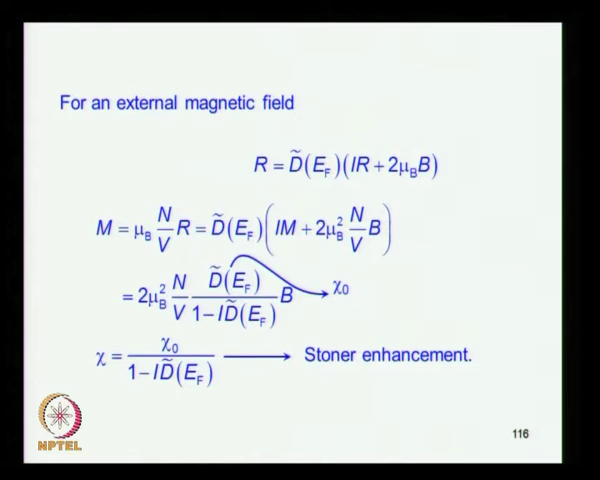 For an external magnetic field
R = D̃(E_F)(IR + 2μ_B B)
M = μ_B N/V R = D̃(E_F)(IM + 2μ_B² N/V B)
= 2μ_B² N/V D̃(E_F)/(1 − ID̃(E_F)) B → χ₀
χ = χ₀/(1 − ID̃(E_F)) → Stoner enhancement.
NPTEL
116